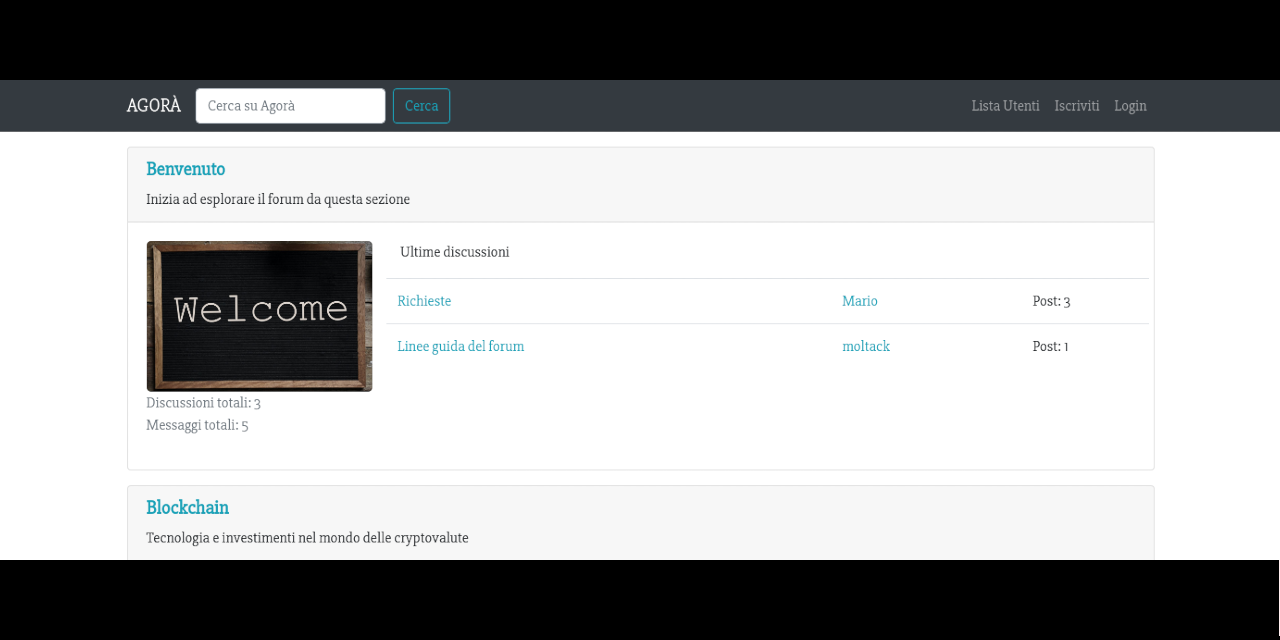 AGORÀ Cerca su Agorà Cerca Lista Utenti Iscriviti Login
Benvenuto
Inizia ad esplorare il forum da questa sezione
Welcome
Ultime discussioni
Richieste Mario Post: 3
Linee guida del forum moltack Post: 1
Discussioni totali: 3
Messaggi totali: 5
Blockchain
Tecnologia e investimenti nel mondo delle cryptovalute